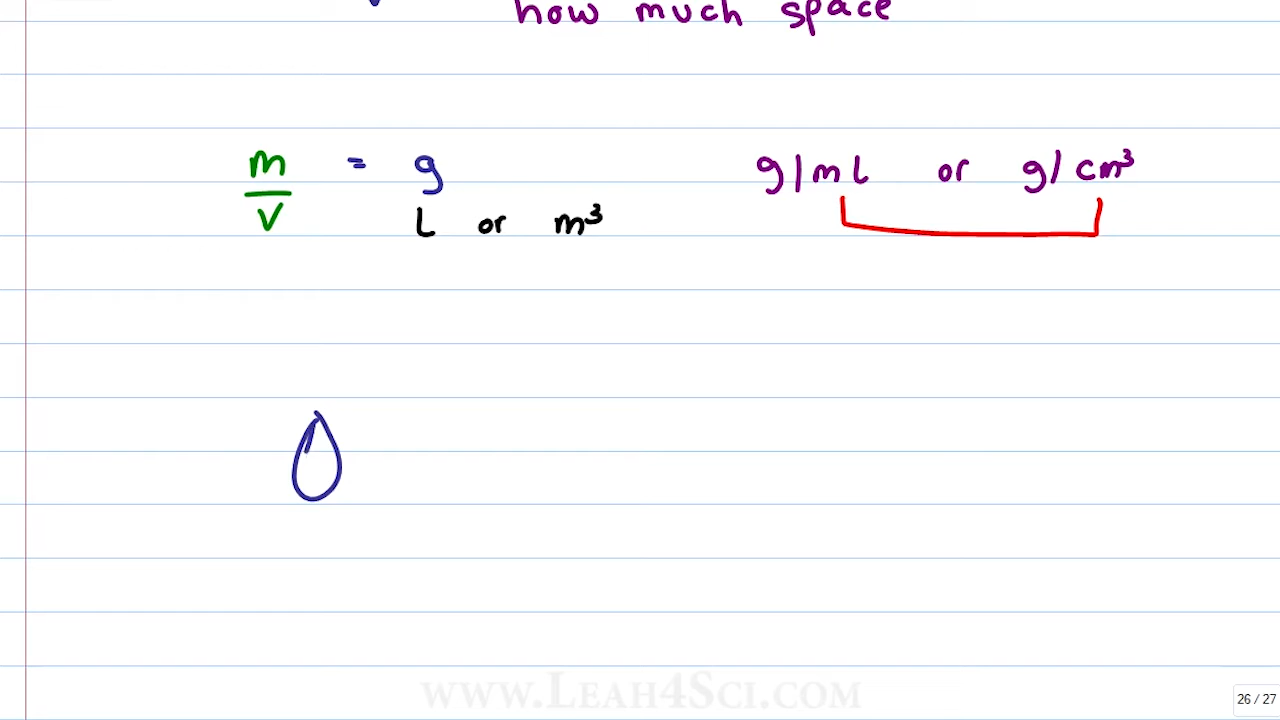 how much space
m = g g/mL or g/cm³
V L or m³
www.Leah4Sci.com
26 / 27